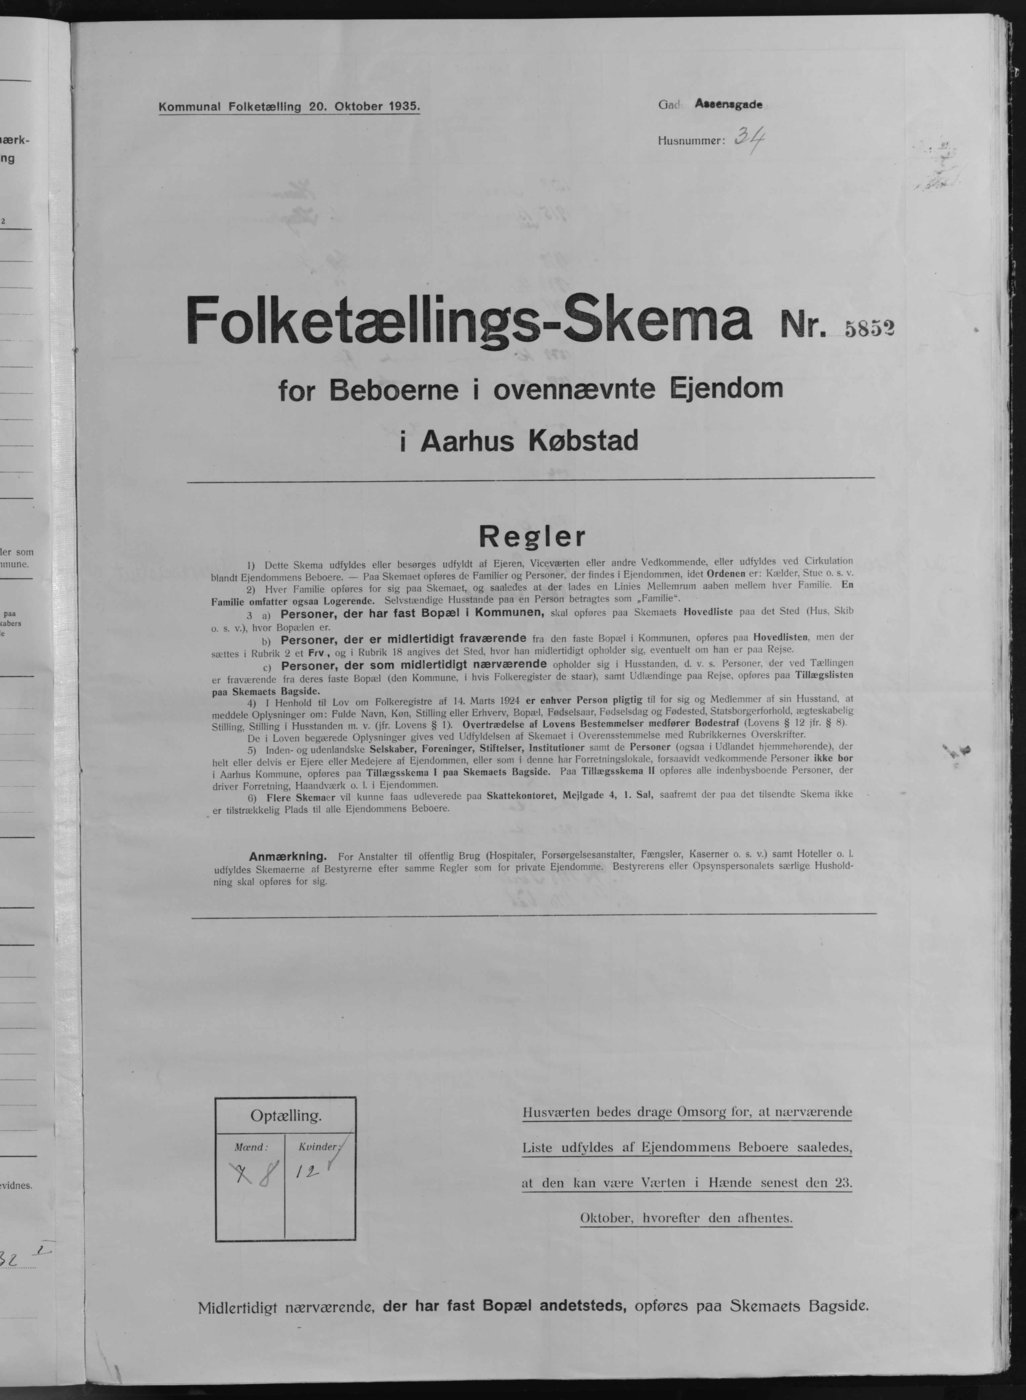 Kommunal Folketælling 20. Oktober 1935.
Gad Assensgade
Husnummer: 34
Folketællings-Skema Nr. 5852
for Beboerne i ovennævnte Ejendom
i Aarhus Købstad
Regler
1) Dette Skema udfyldes eller besørges udfyldt af Ejeren, Viceværten eller andre Vedkommende, eller udfyldes ved Cirkulation
blandt Ejendommens Beboere. — Paa Skemaet opføres de Familier og Personer, der findes i Ejendommen, idet Ordenen er: Kælder, Stue o. s. v.
2) Hver Familie opføres for sig paa Skemaet, og saaledes at der lades en Linies Mellemrum aaben mellem hver Familie. En
Familie omfatter ogsaa Logerende. Selvstændige Husstande paa en Person betragtes som „Familie“.
3 a) Personer, der har fast Bopæl i Kommunen, skal opføres paa Skemaets Hovedliste paa det Sted (Hus, Skib
o. s. v.), hvor Bopælen er.
b) Personer, der er midlertidigt fraværende fra den faste Bopæl i Kommunen, opføres paa Hovedlisten, men der
sættes i Rubrik 2 et Frv., og i Rubrik 18 angives det Sted, hvor han midlertidigt opholder sig, eventuelt om han er paa Rejse.
c) Personer, der som midlertidigt nærværende opholder sig i Husstanden, d. v. s. Personer, der ved Tællingen
er fraværende fra deres faste Bopæl (den Kommune, i hvis Folkeregister de staar), samt Udlændinge paa Rejse, opføres paa Tillægslisten
paa Skemaets Bagside.
4) I Henhold til Lov om Folkeregistre af 14. Marts 1924 er enhver Person pligtig til for sig og Medlemmer af sin Husstand, at
meddele Oplysninger om: Fulde Navn, Køn, Stilling eller Erhverv, Bopæl, Fødselsaar, Fødselsdag og Fødested, Statsborgerforhold, ægteskabelig
Stilling, Stilling i Husstanden m. v. (jfr. Lovens § 1). Overtrædelse af Lovens Bestemmelser medfører Bødestraf (Lovens § 12 jfr. § 8).
De i Loven begærede Oplysninger gives ved Udfyldelsen af Skemaet i Overensstemmelse med Rubrikkernes Overskrifter.
5) Inden- og udenlandske Selskaber, Foreninger, Stiftelser, Institutioner samt de Personer (ogsaa i Udlandet hjemmehørende), der
helt eller delvis er Ejere eller Medejere af Ejendommen, eller som i denne har Forretningslokale, forsaavidt vedkommende Personer ikke bor
i Aarhus Kommune, opføres paa Tillægsskema I paa Skemaets Bagside. Paa Tillægsskema II opføres alle indenbysboende Personer, der
driver Forretning, Haandværk o. l. i Ejendommen.
6) Flere Skemaer vil kunne faas udleverede paa Skattekontoret, Mejlgade 4, 1. Sal, saafremt der paa det tilsendte Skema ikke
er tilstrækkelig Plads til alle Ejendommens Beboere.
Anmærkning. For Anstalter til offentlig Brug (Hospitaler, Forsørgelsesanstalter, Fængsler, Kaserner o. s. v.) samt Hoteller o. l.
udfyldes Skemaerne af Bestyrerne efter samme Regler som for private Ejendomme. Bestyrerens eller Opsynspersonalets særlige Hushold-
ning skal opføres for sig.
Optælling.
Mænd: Kvinder:
7 8 12
Husværten bedes drage Omsorg for, at nærværende
Liste udfyldes af Ejendommens Beboere saaledes,
at den kan være Værten i Hænde senest den 23.
Oktober, hvorefter den afhentes.
Midlertidigt nærværende, der har fast Bopæl andetsteds, opføres paa Skemaets Bagside.